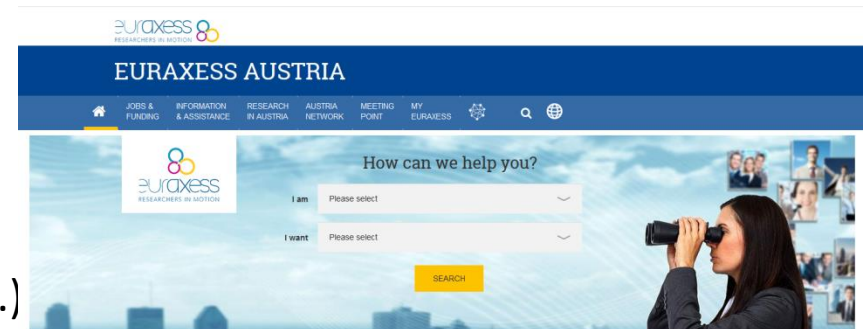 euraxess
RESEARCHERS IN MOTION
EURAXESS AUSTRIA
JOBS & FUNDING
INFORMATION & ASSISTANCE
RESEARCH IN AUSTRIA
AUSTRIA NETWORK
MEETING POINT
MY EURAXESS
euraxess
RESEARCHERS IN MOTION
How can we help you?
I am Please select
I want Please select
SEARCH
.)